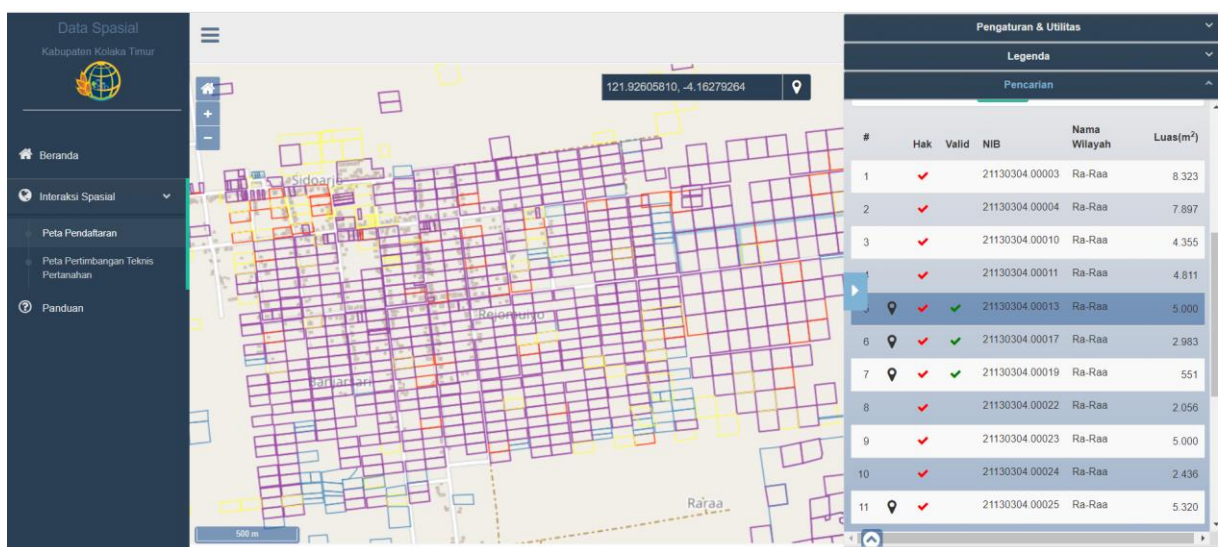 Data Spasial
Kabupaten Kolaka Timur
Beranda
Interaksi Spasial
Peta Pendaftaran
Peta Pertimbangan Teknis
Pertanahan
Panduan
+
−
121.92605810, -4.16279264
Sidoarjo
Rejomulyo
Banjarsari
Raraa
500 m
Pengaturan & Utilitas
Legenda
Pencarian
# Hak Valid NIB Nama Wilayah Luas(m²)
1 21130304.00003 Ra-Raa 8.323
2 21130304.00004 Ra-Raa 7.897
3 21130304.00010 Ra-Raa 4.355
21130304.00011 Ra-Raa 4.811
21130304.00013 Ra-Raa 5.000
6 21130304.00017 Ra-Raa 2.983
7 21130304.00019 Ra-Raa 551
8 21130304.00022 Ra-Raa 2.056
9 21130304.00023 Ra-Raa 5.000
10 21130304.00024 Ra-Raa 2.436
11 21130304.00025 Ra-Raa 5.320